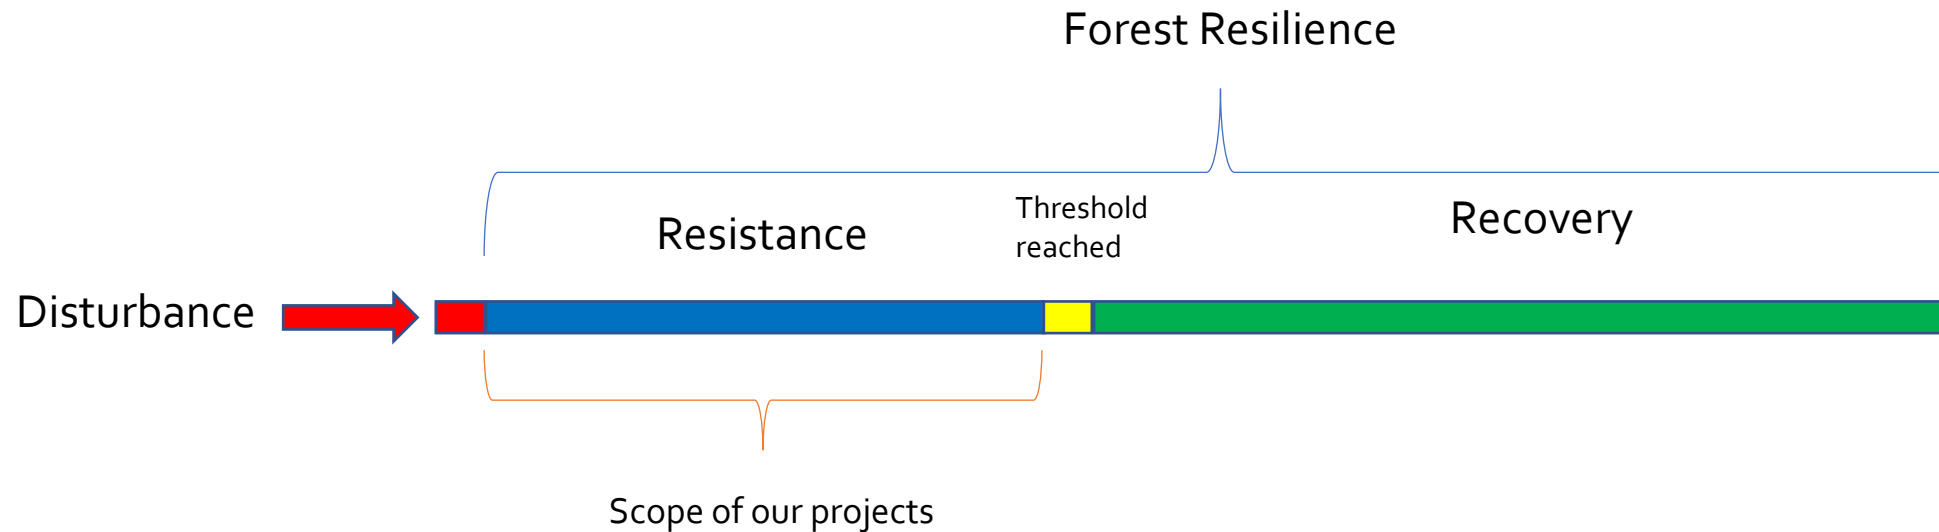 Forest Resilience
Resistance
Threshold
reached
Recovery
Disturbance
Scope of our projects